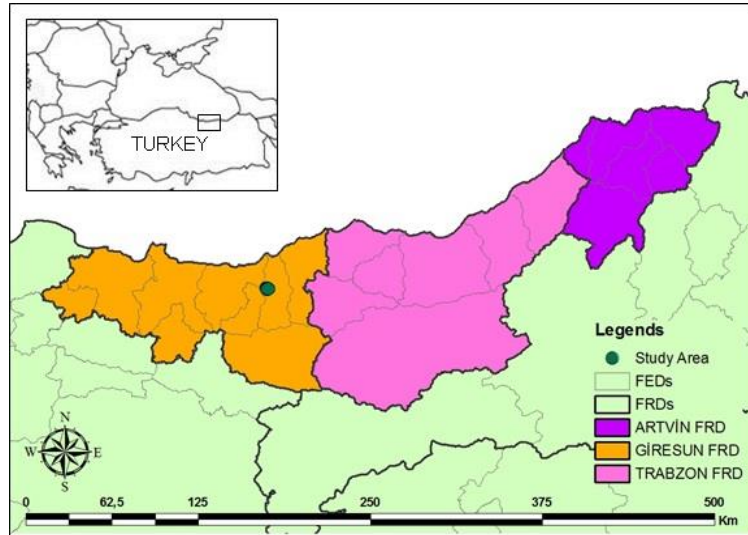 TURKEY
Legends
Study Area
FEDs
FRDs
ARTVİN FRD
GİRESUN FRD
TRABZON FRD
N
W E
S
0 62,5 125 250 375 500
Km